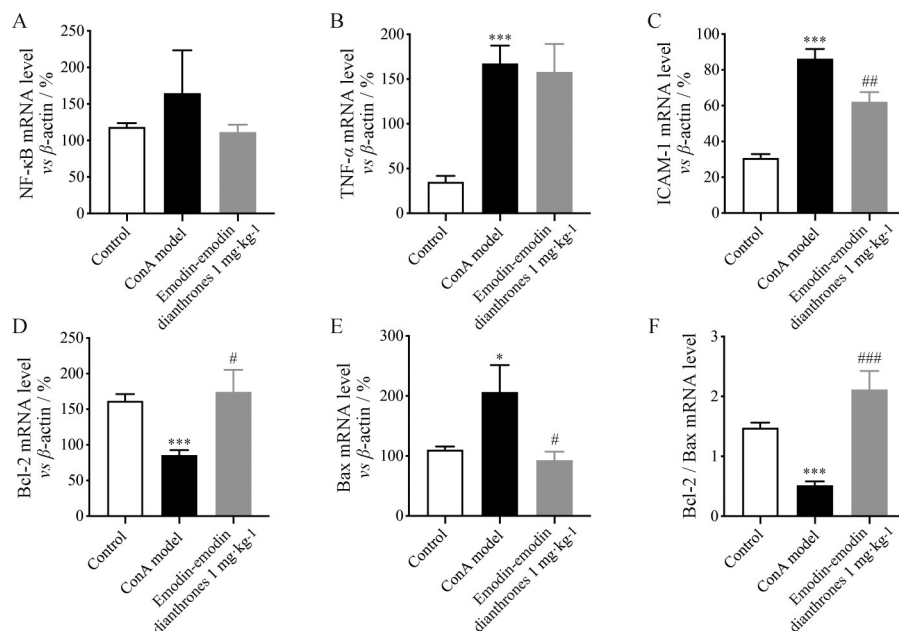 A
NF-κB mRNA level
vs β-actin / %
250
200
150
100
50
0
Control
ConA model
Emodin-emodin
dianthrones 1 mg·kg-1
B
TNF-α mRNA level
vs β-actin / %
200
150
100
50
0
***
Control
ConA model
Emodin-emodin
dianthrones 1 mg·kg-1
C
ICAM-1 mRNA level
vs β-actin / %
100
80
60
40
20
0
***
##
Control
ConA model
Emodin-emodin
dianthrones 1 mg·kg-1
D
Bcl-2 mRNA level
vs β-actin / %
250
200
150
100
50
0
***
#
Control
ConA model
Emodin-emodin
dianthrones 1 mg·kg-1
E
Bax mRNA level
vs β-actin / %
300
200
100
0
*
#
Control
ConA model
Emodin-emodin
dianthrones 1 mg·kg-1
F
Bcl-2 / Bax mRNA level
3
2
1
0
***
###
Control
ConA model
Emodin-emodin
dianthrones 1 mg·kg-1